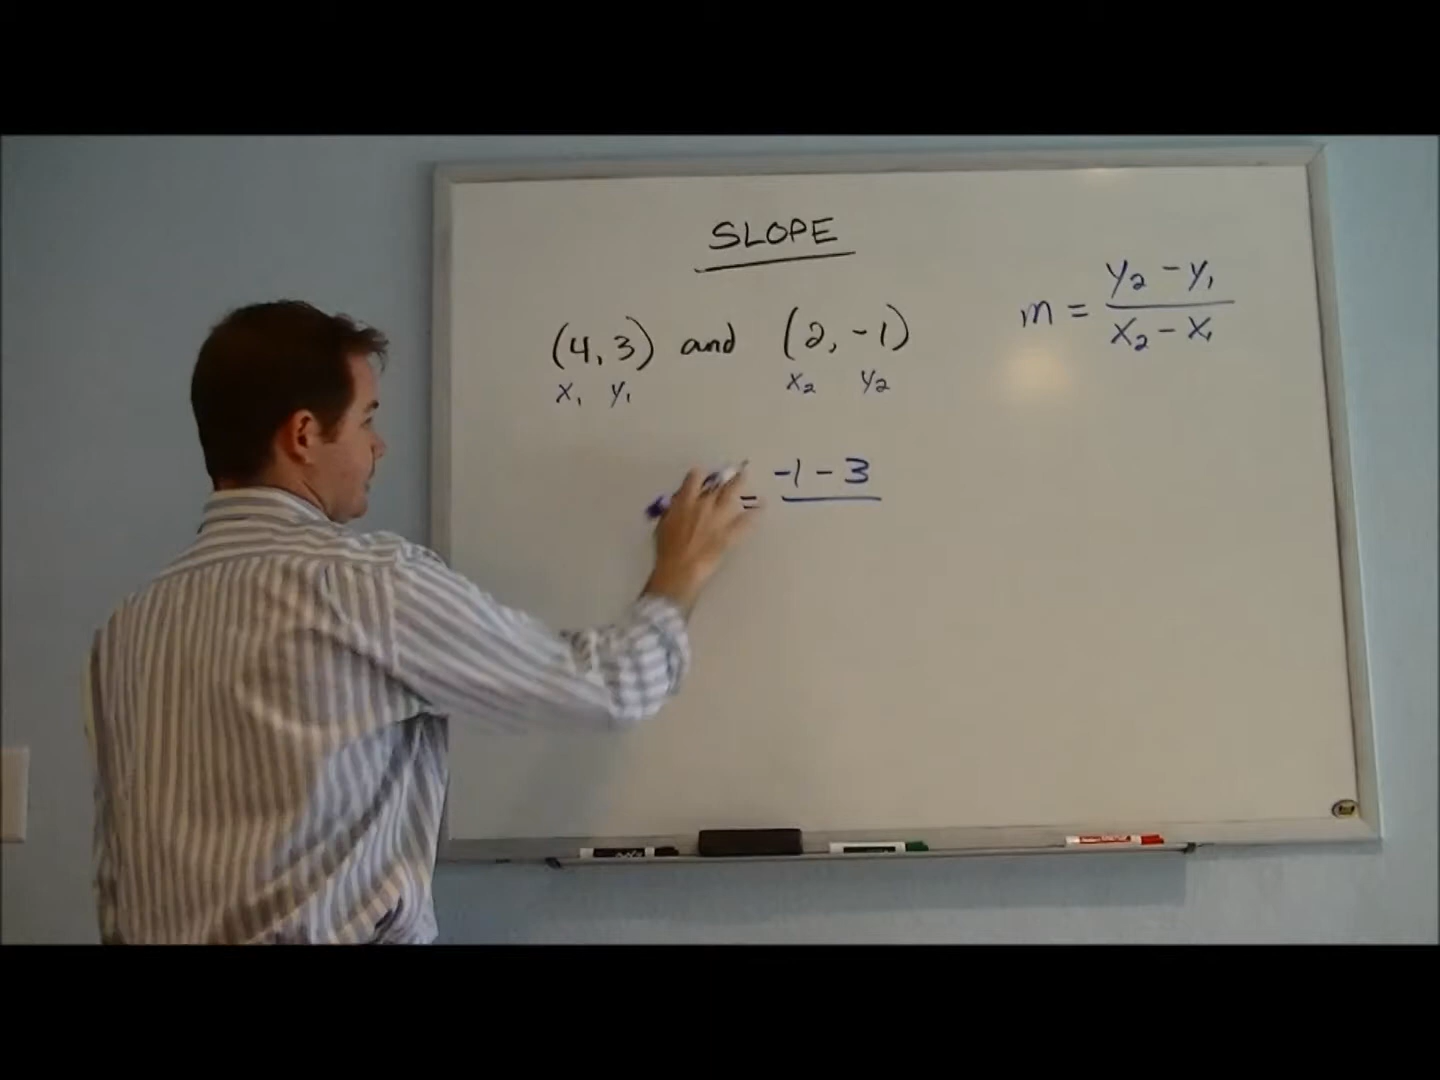 SLOPE
(4, 3) and (2, -1)
x₁ y₁ x₂ y₂
m = y₂ - y₁ / x₂ - x₁
= -1 - 3